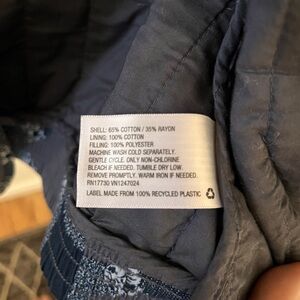 SHELL: 65% COTTON / 35% RAYON
LINING: 100% COTTON
FILLING: 100% POLYESTER
MACHINE WASH COLD SEPARATELY.
GENTLE CYCLE. ONLY NON-CHLORINE
BLEACH IF NEEDED. TUMBLE DRY LOW.
REMOVE PROMPTLY. WARM IRON IF NEEDED.
RN17730 VN1247024
LABEL MADE FROM 100% RECYCLED PLASTIC